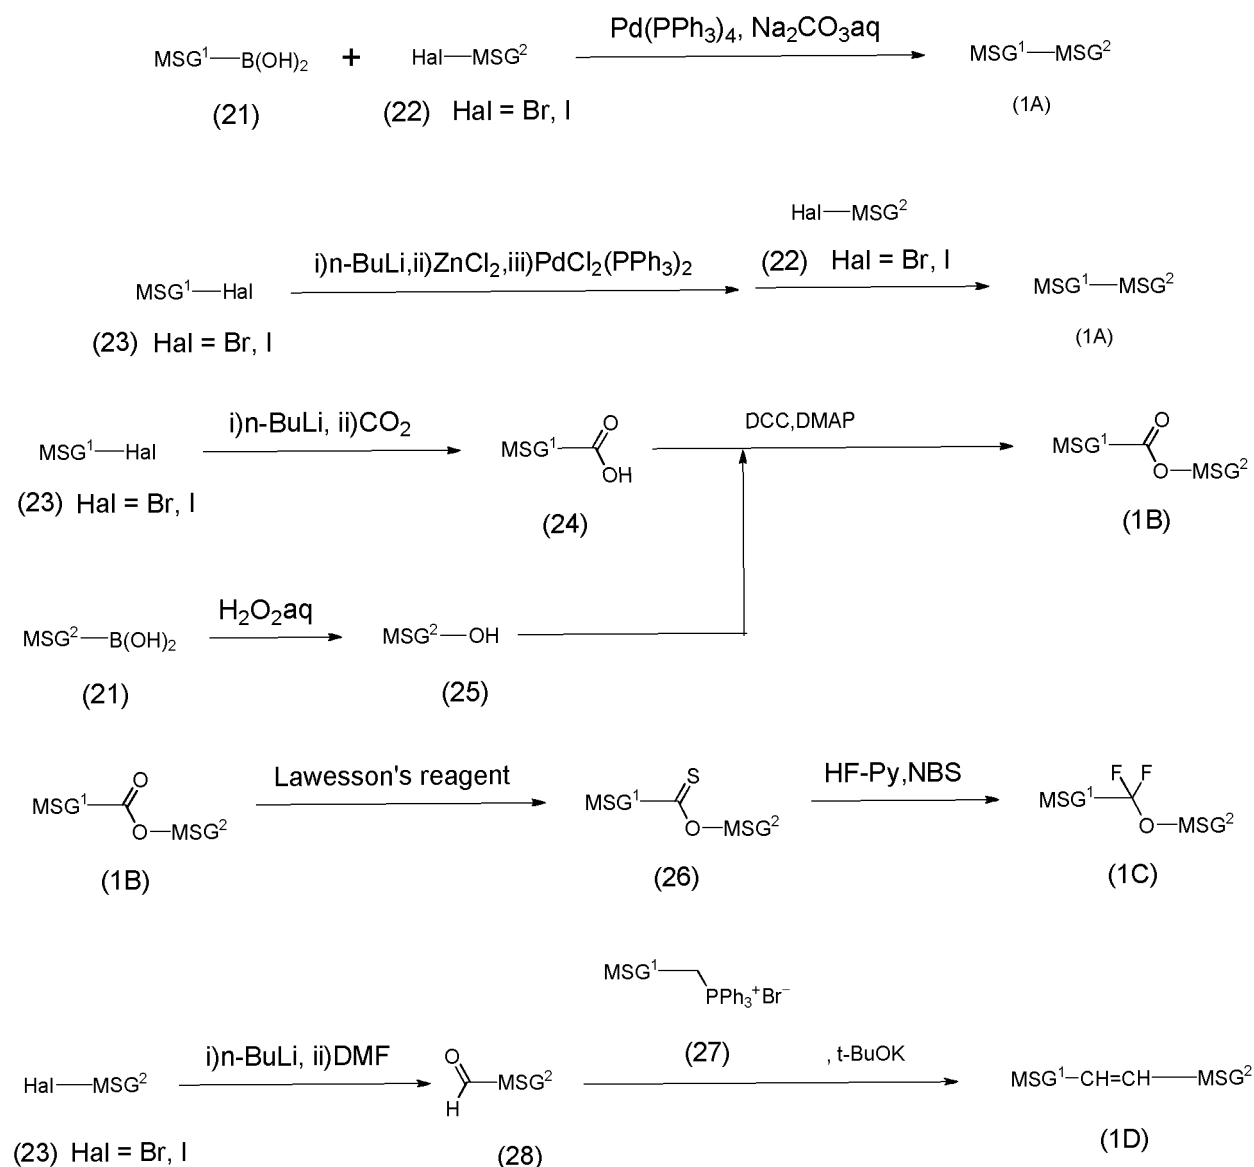 Pd(PPh3)4, Na2CO3aq
MSG1—B(OH)2 + Hal—MSG2 MSG1—MSG2
(21) (22) Hal = Br, I (1A)
Hal—MSG2
i)n-BuLi,ii)ZnCl2,iii)PdCl2(PPh3)2 (22) Hal = Br, I
MSG1—Hal MSG1—MSG2
(23) Hal = Br, I (1A)
i)n-BuLi, ii)CO2 O DCC,DMAP O
MSG1—Hal MSG1 MSG1
(23) Hal = Br, I OH O—MSG2
(24) (1B)
H2O2aq
MSG2—B(OH)2 MSG2—OH
(21) (25)
O Lawesson's reagent S HF-Py,NBS F F
MSG1 MSG1 MSG1
O—MSG2 O—MSG2 O—MSG2
(1B) (26) (1C)
MSG1
PPh3+Br−
i)n-BuLi, ii)DMF O (27) , t-BuOK
Hal—MSG2 MSG2 MSG1—CH=CH—MSG2
H
(23) Hal = Br, I (28) (1D)